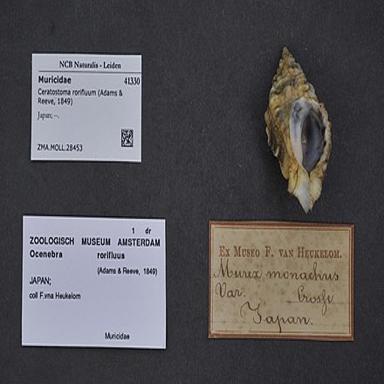 NCB Naturalis - Leiden
Muricidae 41330
Ceratostoma rorifluum (Adams &
Reeve, 1849)
Japan; --.
ZMA.MOLL.28453
1 dr
ZOOLOGISCH MUSEUM AMSTERDAM
Ocenebra rorifluus
(Adams & Reeve, 1849)
JAPAN;
coll F.vna Heukelom
Muricidae
Ex Museo F. van Heukelom.
Murex monachus
Var. Crosse
Japan.